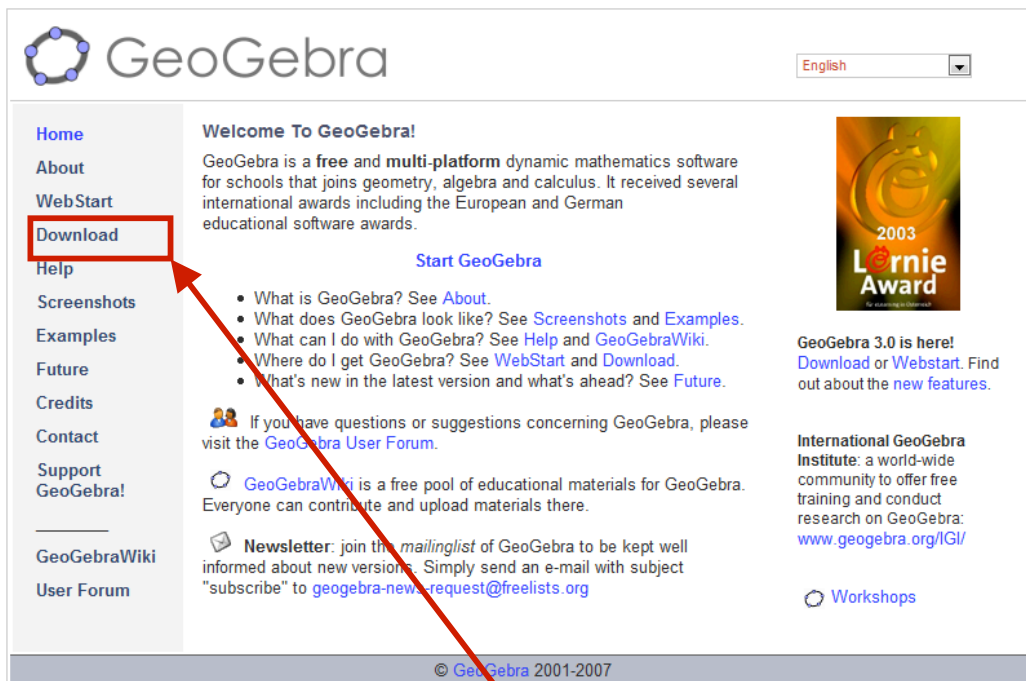 GeoGebra
English
Home
About
WebStart
Download
Help
Screenshots
Examples
Future
Credits
Contact
Support
GeoGebra!
GeoGebraWiki
User Forum
Welcome To GeoGebra!
GeoGebra is a free and multi-platform dynamic mathematics software
for schools that joins geometry, algebra and calculus. It received several
international awards including the European and German
educational software awards.
Start GeoGebra
• What is GeoGebra? See About.
• What does GeoGebra look like? See Screenshots and Examples.
• What can I do with GeoGebra? See Help and GeoGebraWiki.
• Where do I get GeoGebra? See WebStart and Download.
• What's new in the latest version and what's ahead? See Future.
If you have questions or suggestions concerning GeoGebra, please
visit the GeoGebra User Forum.
GeoGebraWiki is a free pool of educational materials for GeoGebra.
Everyone can contribute and upload materials there.
Newsletter: join the mailinglist of GeoGebra to be kept well
informed about new versions. Simply send an e-mail with subject
"subscribe" to geogebra-news-request@freelists.org
2003
Lernie
Award
für eLearning in Österreich
GeoGebra 3.0 is here!
Download or Webstart. Find
out about the new features.
International GeoGebra
Institute: a world-wide
community to offer free
training and conduct
research on GeoGebra:
www.geogebra.org/IGI/
Workshops
© GeoGebra 2001-2007